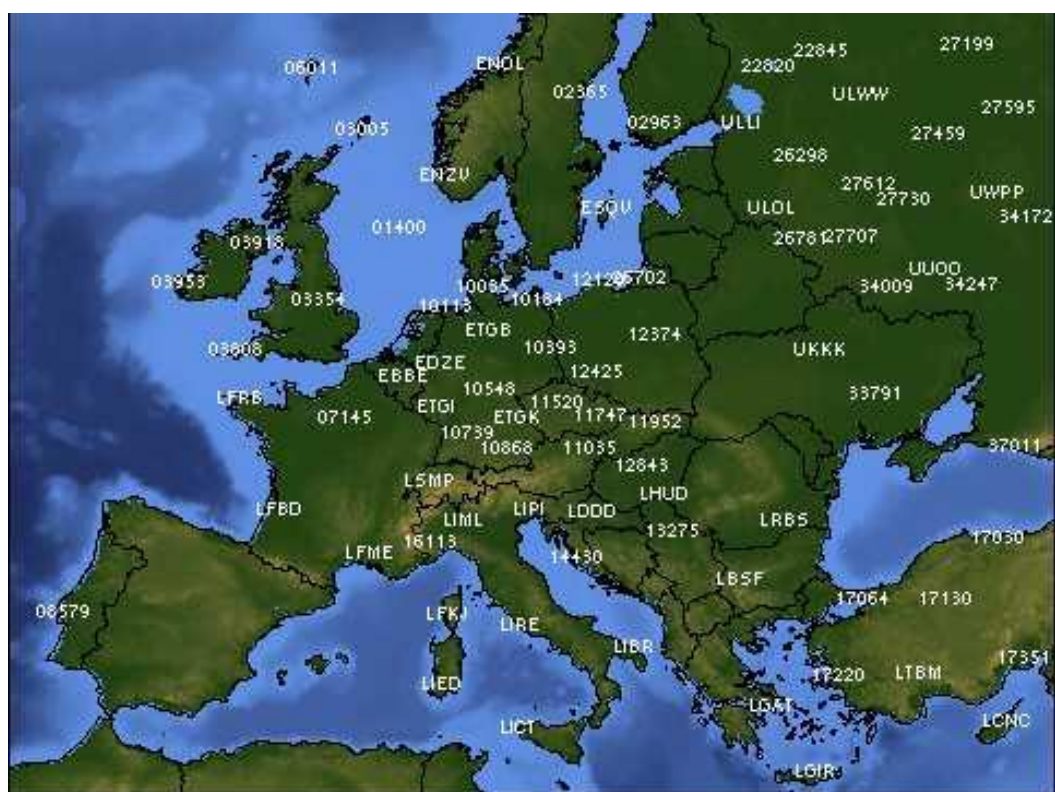 27199
22845
ENOL
22820
06011
02365
ULWW
27595
02963
ULLI
03005
27459
26298
ENZV
27612
UWPP
27730
ESQV
ULOL
34172
01400
03918
26781
27707
UUOO
03953
10035
06702
34009
34247
03354
10113
10184
ETGB
12374
03808
10393
UKKK
EDZE
EBBE
12425
10548
33791
LFRB
ETGI
11520
07145
ETGK
11747
11952
10739
10868
11035
37011
12843
LSMP
LHUD
LFBD
LIPI
LDDD
LIML
LRBS
13275
17030
16113
LFME
14430
LBSF
17064
17130
08579
LFKJ
LIRE
LIBR
17351
17220
LTBM
LIED
LGAT
LICT
LCNC
LGIR